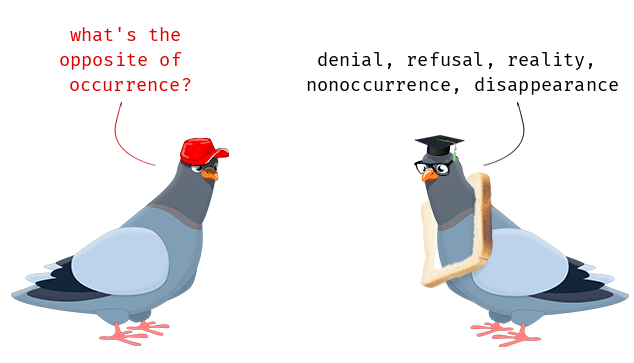 what's the
opposite of
occurrence?
denial, refusal, reality,
nonoccurrence, disappearance